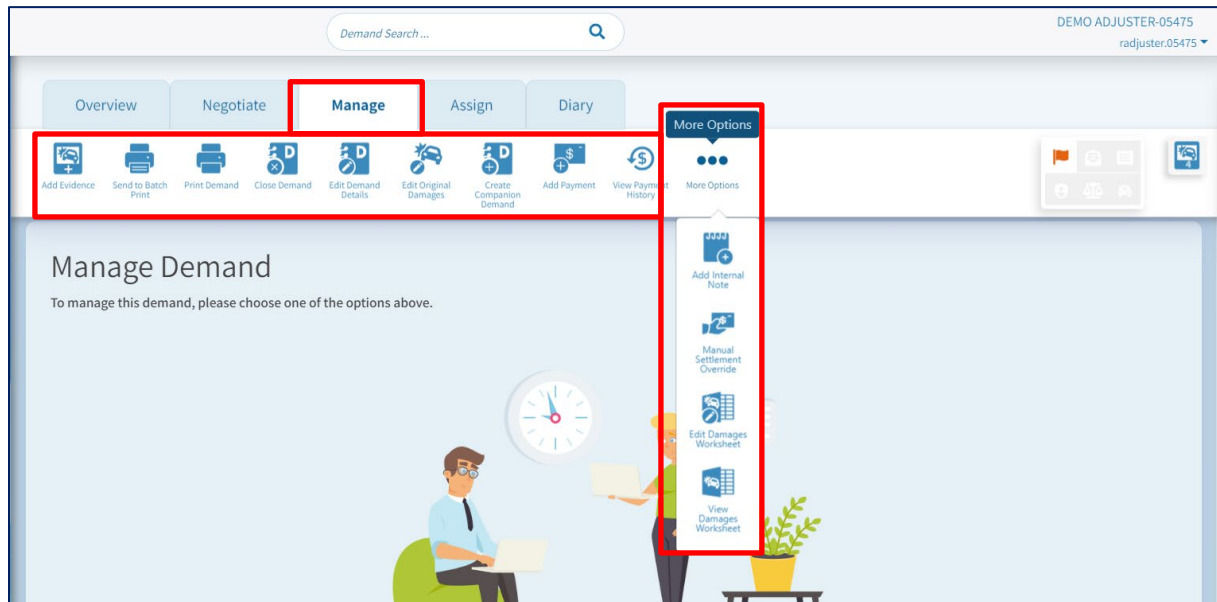 Demand Search ...
DEMO ADJUSTER-05475
radjuster.05475
Overview
Negotiate
Manage
Assign
Diary
More Options
Add Evidence
Send to Batch
Print
Print Demand
Close Demand
Edit Demand
Details
Edit Original
Damages
Create
Companion
Demand
Add Payment
View Payment
History
More Options
4
Manage Demand
To manage this demand, please choose one of the options above.
Add Internal
Note
Manual
Settlement
Override
Edit Damages
Worksheet
View
Damages
Worksheet